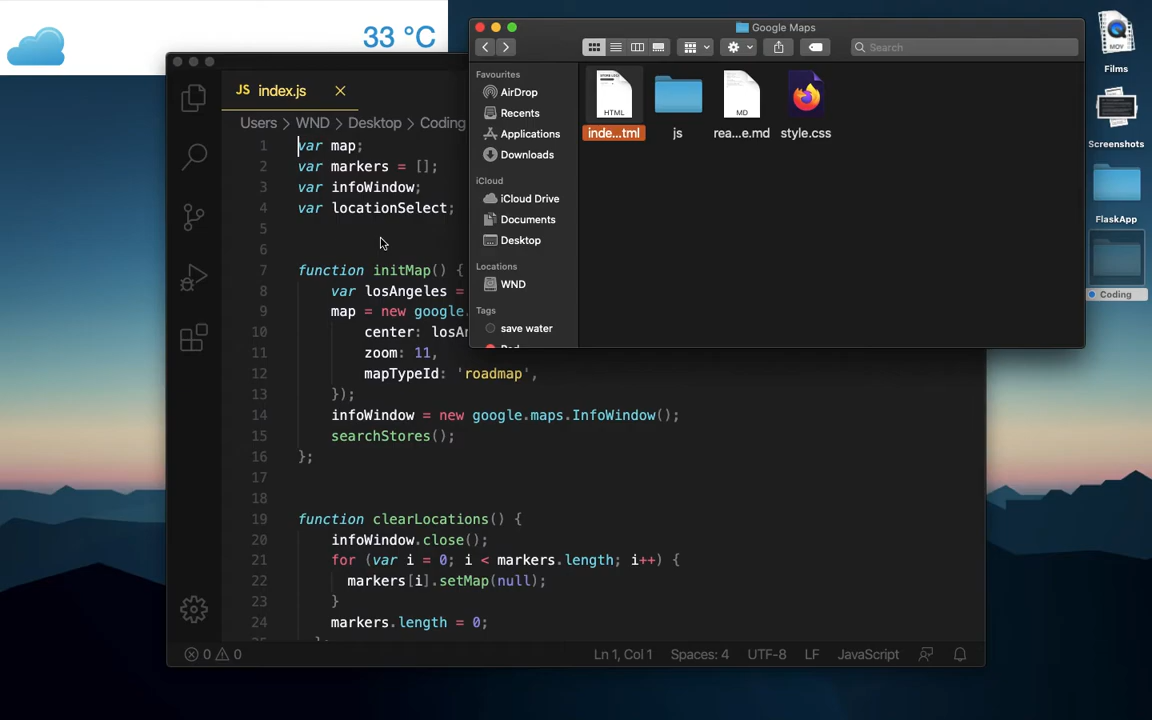 33 °C
Google Maps
Search
Favourites
AirDrop
Recents
Applications
Downloads
iCloud
iCloud Drive
Documents
Desktop
Locations
WND
Tags
save water
HTML
inde...tml
js
MD
rea...e.md
style.css
MOV
Films
Screenshots
FlaskApp
Coding
JS index.js
Users > WND > Desktop > Coding
1 var map;
2 var markers = [];
3 var infoWindow;
4 var locationSelect;
5
6
7 function initMap() {
8 var losAngeles =
9 map = new google.
10 center: losAn
11 zoom: 11,
12 mapTypeId: 'roadmap',
13 });
14 infoWindow = new google.maps.InfoWindow();
15 searchStores();
16 };
17
18
19 function clearLocations() {
20 infoWindow.close();
21 for (var i = 0; i < markers.length; i++) {
22 markers[i].setMap(null);
23 }
24 markers.length = 0;
0 0
Ln 1, Col 1 Spaces: 4 UTF-8 LF JavaScript